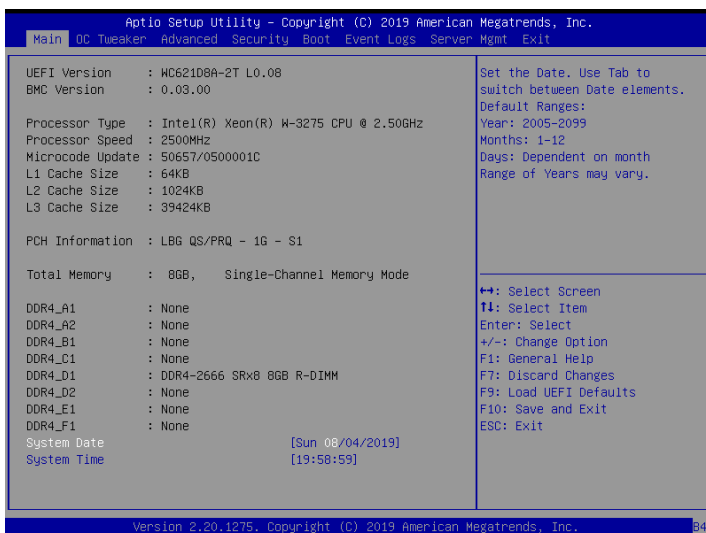 Aptio Setup Utility – Copyright (C) 2019 American Megatrends, Inc.
Main OC Tweaker Advanced Security Boot Event Logs Server Mgmt Exit
UEFI Version : WC621D8A-2T L0.08
BMC Version : 0.03.00
Processor Type : Intel(R) Xeon(R) W-3275 CPU @ 2.50GHz
Processor Speed : 2500MHz
Microcode Update : 50657/0500001C
L1 Cache Size : 64KB
L2 Cache Size : 1024KB
L3 Cache Size : 39424KB
PCH Information : LBG QS/PRQ - 1G - S1
Total Memory : 8GB, Single-Channel Memory Mode
DDR4_A1 : None
DDR4_A2 : None
DDR4_B1 : None
DDR4_C1 : None
DDR4_D1 : DDR4-2666 SRx8 8GB R-DIMM
DDR4_D2 : None
DDR4_E1 : None
DDR4_F1 : None
System Date [Sun 08/04/2019]
System Time [19:58:59]
Set the Date. Use Tab to
switch between Date elements.
Default Ranges:
Year: 2005-2099
Months: 1-12
Days: Dependent on month
Range of Years may vary.
↔: Select Screen
↑↓: Select Item
Enter: Select
+/-: Change Option
F1: General Help
F7: Discard Changes
F9: Load UEFI Defaults
F10: Save and Exit
ESC: Exit
Version 2.20.1275. Copyright (C) 2019 American Megatrends, Inc.
B4